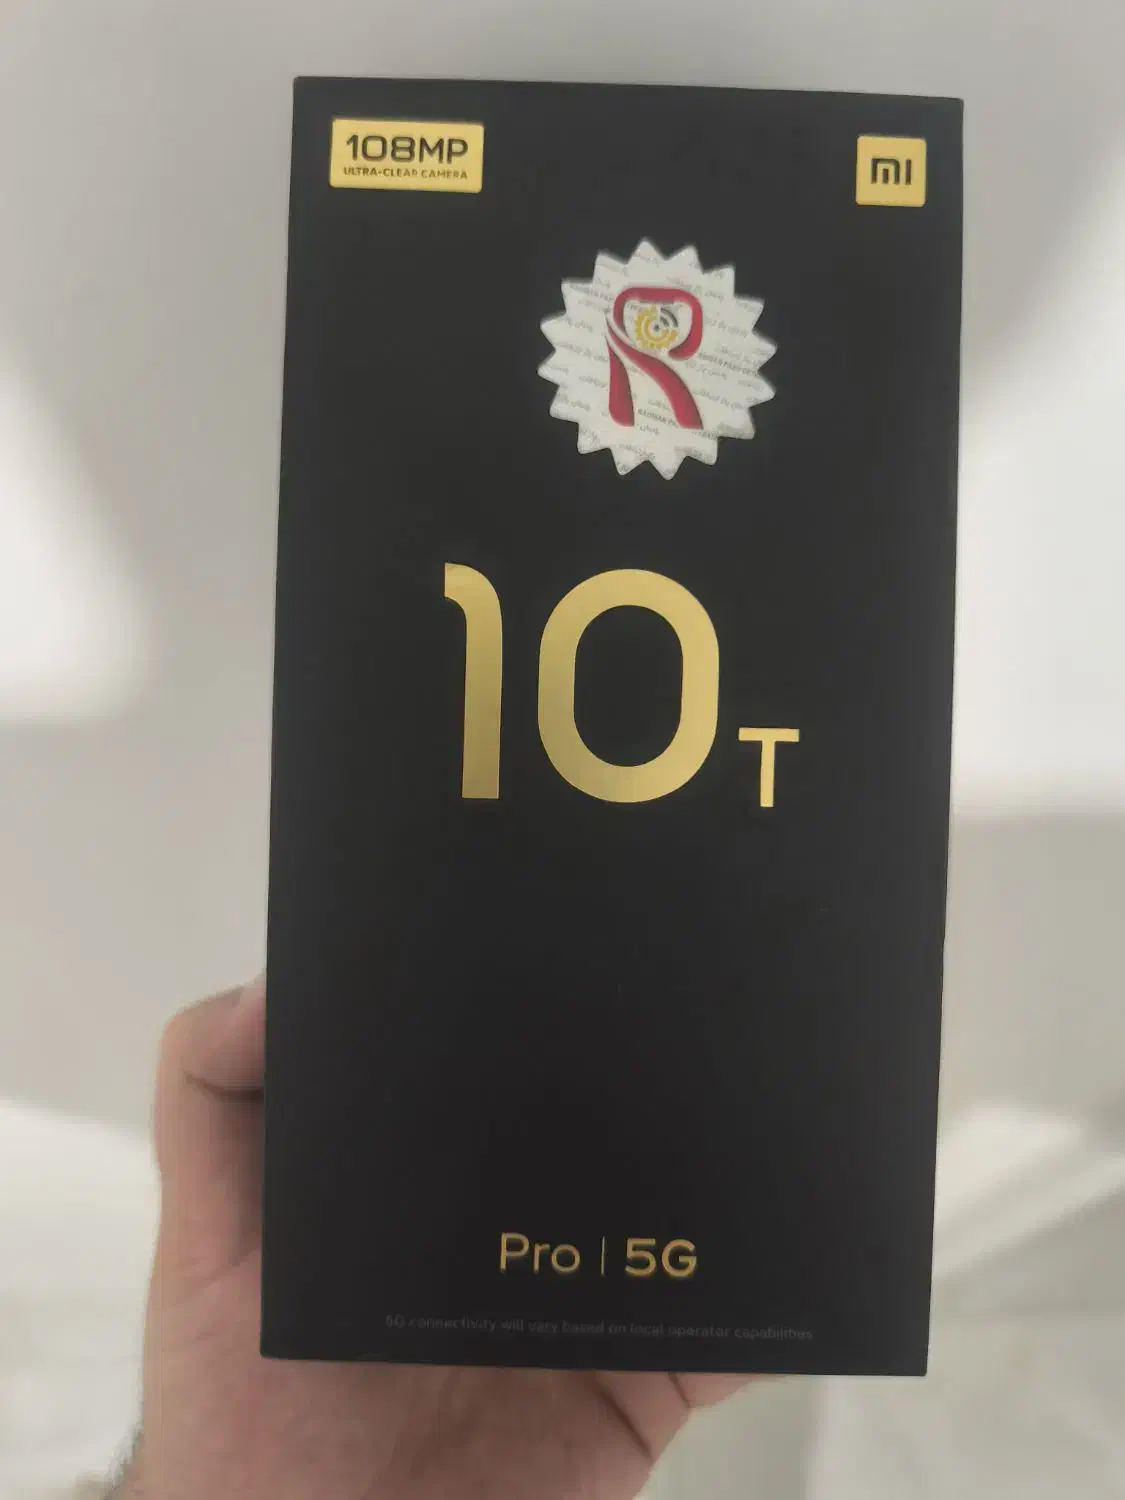 108MP
ULTRA-CLEAR CAMERA
MI
10T
Pro | 5G
5G connectivity will vary based on local operator capabilities